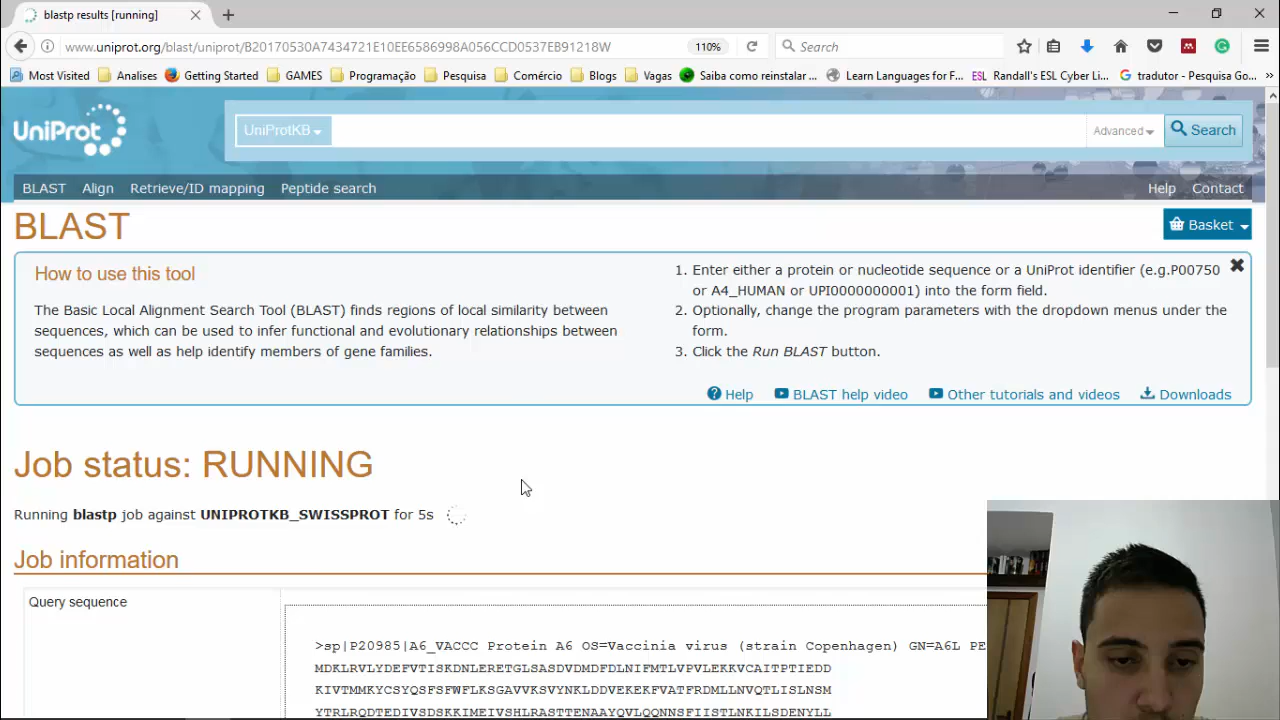 blastp results [running]
www.uniprot.org/blast/uniprot/B20170530A7434721E10EE6586998A056CCD0537EB91218W 110% Search
Most Visited Analises Getting Started GAMES Programação Pesquisa Comércio Blogs Vagas Saiba como reinstalar ... Learn Languages for F... ESL Randall's ESL Cyber Li... tradutor - Pesquisa Go...
UniProt UniProtKB Advanced Search
BLAST Align Retrieve/ID mapping Peptide search Help Contact
BLAST
Basket
How to use this tool
The Basic Local Alignment Search Tool (BLAST) finds regions of local similarity between
sequences, which can be used to infer functional and evolutionary relationships between
sequences as well as help identify members of gene families.
1. Enter either a protein or nucleotide sequence or a UniProt identifier (e.g.P00750
or A4_HUMAN or UPI0000000001) into the form field.
2. Optionally, change the program parameters with the dropdown menus under the
form.
3. Click the Run BLAST button.
Help BLAST help video Other tutorials and videos Downloads
Job status: RUNNING
Running blastp job against UNIPROTKB_SWISSPROT for 5s
Job information
Query sequence
>sp|P20985|A6_VACCC Protein A6 OS=Vaccinia virus (strain Copenhagen) GN=A6L PE
MDKLRVLYDEFVTISKDNLERETGLSASDVDMDFDLNIFMTLVPVLEKKVCAITPTIEDD
KIVTMMKYCSYQSFSFWFLKSGAVVKSVYNKLDDVEKEKFVATFRDMLLNVQTLISLNSM
YTRLRQDTEDIVSDSKKIMEIVSHLRASTTENAAYQVLQQNNSFIISTLNKILSDENYLL